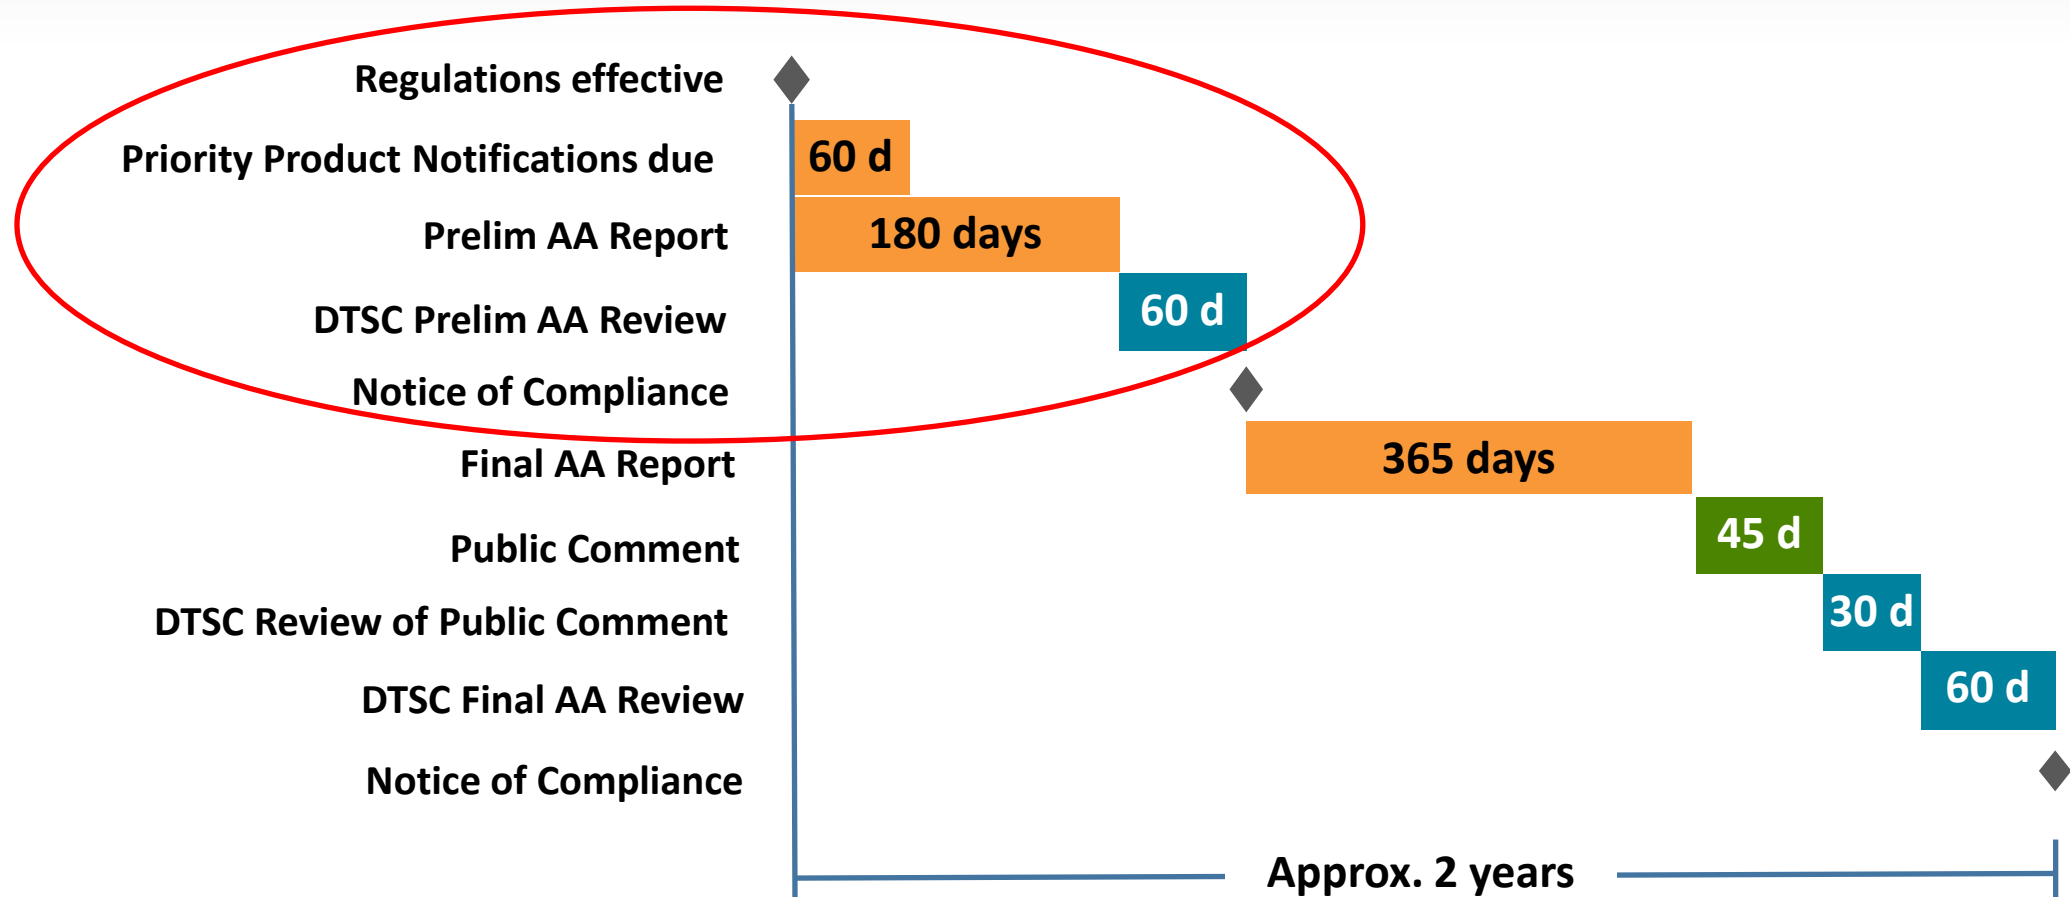 Regulations effective
Priority Product Notifications due
60 d
Prelim AA Report
180 days
DTSC Prelim AA Review
60 d
Notice of Compliance
Final AA Report
365 days
Public Comment
45 d
DTSC Review of Public Comment
30 d
DTSC Final AA Review
60 d
Notice of Compliance
Approx. 2 years